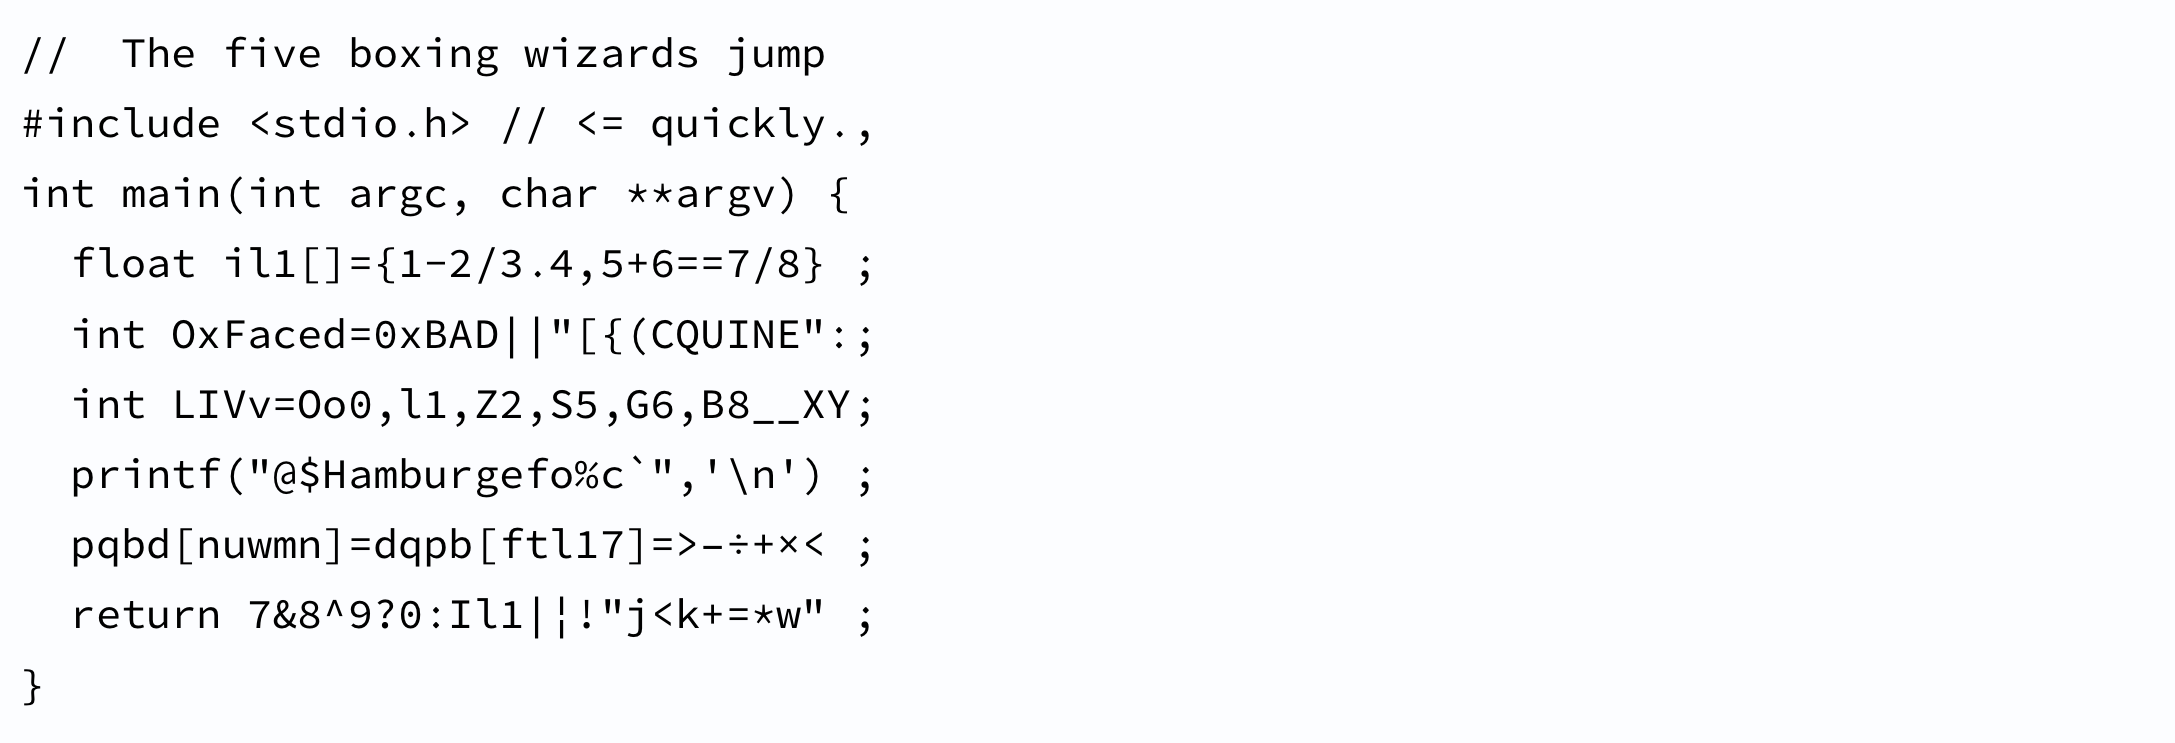 //  The five boxing wizards jump
#include <stdio.h> // <= quickly.,
int main(int argc, char **argv) {
  float il1[]={1-2/3.4,5+6==7/8} ;
  int OxFaced=0xBAD||"[{(CQUINE":;
  int LIVv=Oo0,l1,Z2,S5,G6,B8__XY;
  printf("@$Hamburgefo%c`",'\n') ;
  pqbd[nuwmn]=dqpb[ftl17]=>–÷+×< ;
  return 7&8^9?0:Il1|¦!"j<k+=*w" ;
}